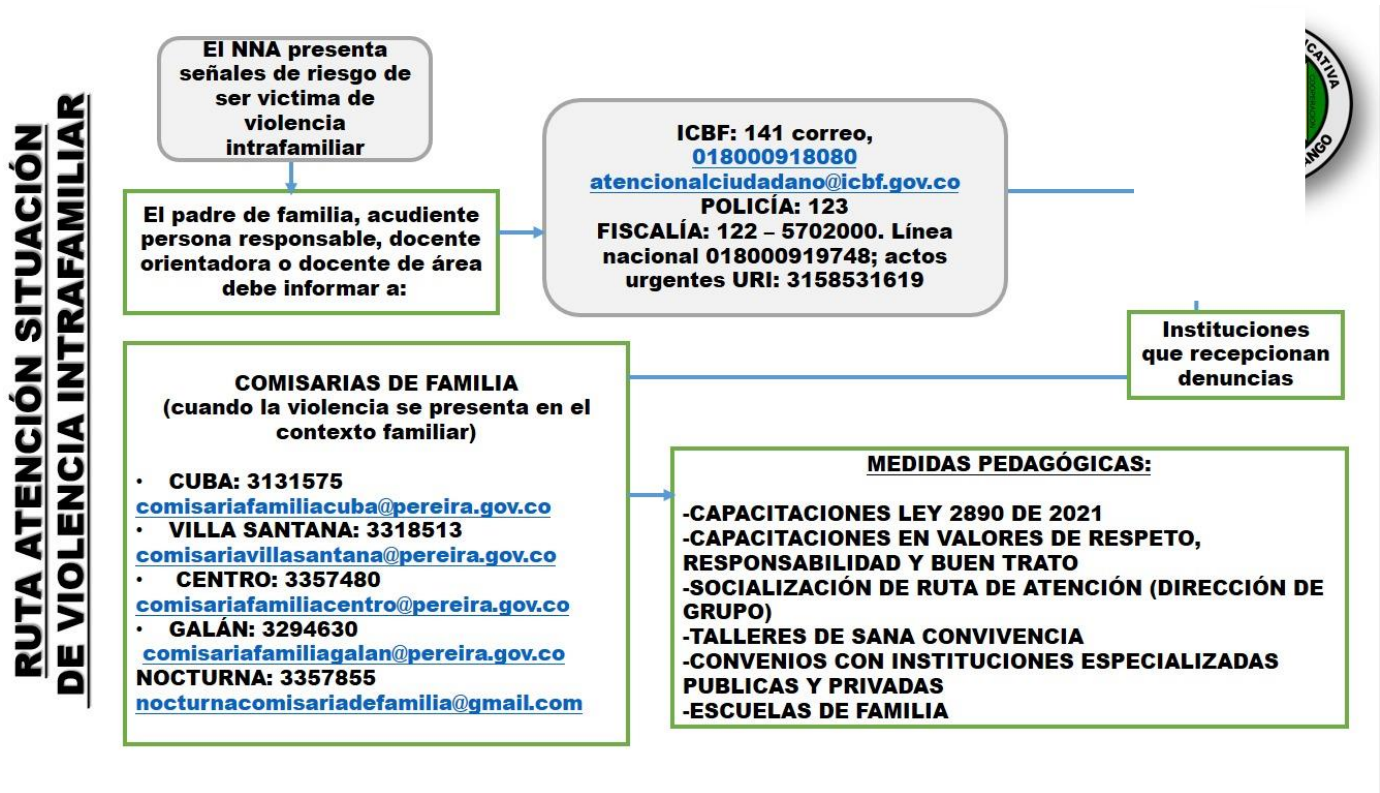 RUTA ATENCIÓN SITUACIÓN
DE VIOLENCIA INTRAFAMILIAR
El NNA presenta
señales de riesgo de
ser victima de
violencia
intrafamiliar
El padre de familia, acudiente
persona responsable, docente
orientadora o docente de área
debe informar a:
ICBF: 141 correo,
018000918080
atencionalciudadano@icbf.gov.co
POLICÍA: 123
FISCALÍA: 122 – 5702000. Línea
nacional 018000919748; actos
urgentes URI: 3158531619
Instituciones
que recepcionan
denuncias
COMISARIAS DE FAMILIA
(cuando la violencia se presenta en el
contexto familiar)
• CUBA: 3131575
comisariafamiliacuba@pereira.gov.co
• VILLA SANTANA: 3318513
comisariavillasantana@pereira.gov.co
• CENTRO: 3357480
comisariafamiliacentro@pereira.gov.co
• GALÁN: 3294630
comisariafamiliagalan@pereira.gov.co
NOCTURNA: 3357855
nocturnacomisariadefamilia@gmail.com
MEDIDAS PEDAGÓGICAS:
-CAPACITACIONES LEY 2890 DE 2021
-CAPACITACIONES EN VALORES DE RESPETO,
RESPONSABILIDAD Y BUEN TRATO
-SOCIALIZACIÓN DE RUTA DE ATENCIÓN (DIRECCIÓN DE
GRUPO)
-TALLERES DE SANA CONVIVENCIA
-CONVENIOS CON INSTITUCIONES ESPECIALIZADAS
PUBLICAS Y PRIVADAS
-ESCUELAS DE FAMILIA